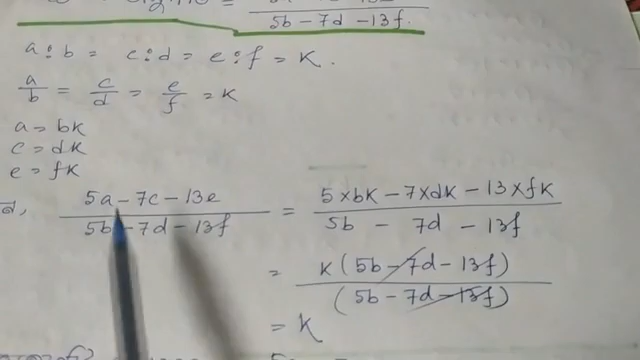 5b - 7d - 13f.
a : b = c : d = e : f = K.
a/b = c/d = e/f = K
a = bK
c = dK
e = fK
5a - 7c - 13e / 5b - 7d - 13f = 5×bK - 7×dK - 13×fK / 5b - 7d - 13f
= K (5b - 7d - 13f) / (5b - 7d - 13f)
= K